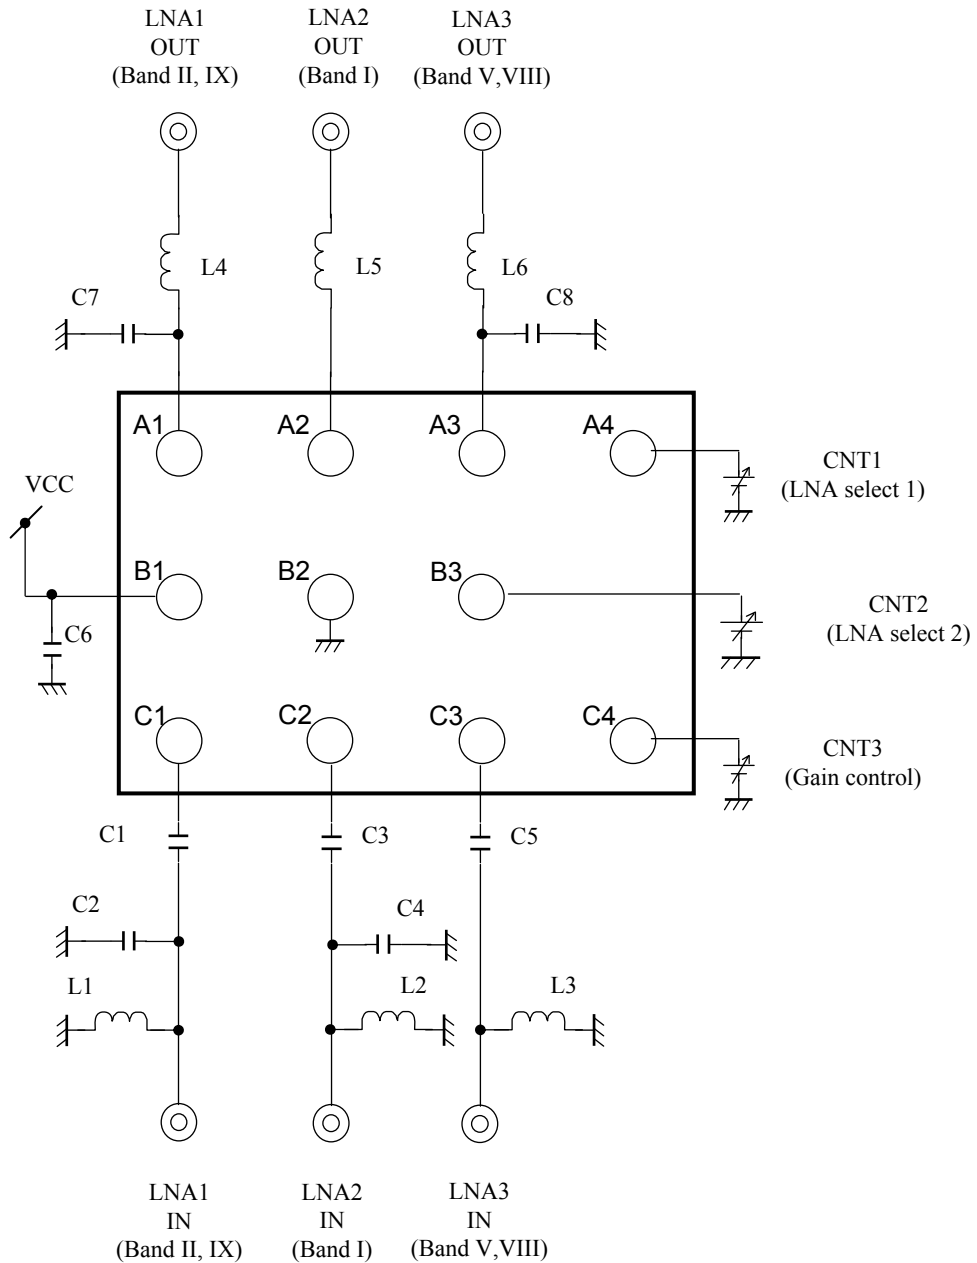 LNA1
OUT
(Band II, IX)
LNA2
OUT
(Band I)
LNA3
OUT
(Band V,VIII)
L4
L5
L6
C7
C8
A1
A2
A3
A4
CNT1
(LNA select 1)
VCC
B1
B2
B3
CNT2
(LNA select 2)
C6
C1
C2
C3
C4
CNT3
(Gain control)
C1
C3
C5
C2
C4
L1
L2
L3
LNA1
IN
(Band II, IX)
LNA2
IN
(Band I)
LNA3
IN
(Band V,VIII)